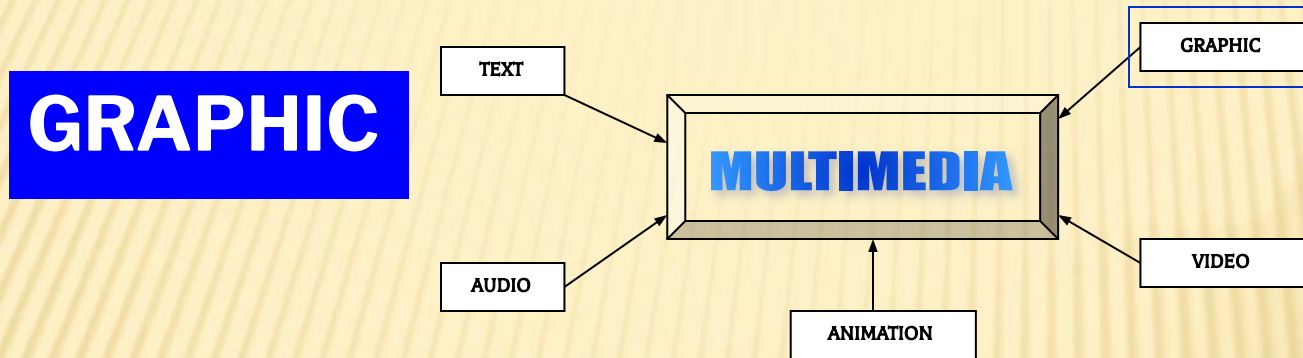 GRAPHIC
TEXT
GRAPHIC
MULTIMEDIA
AUDIO
VIDEO
ANIMATION